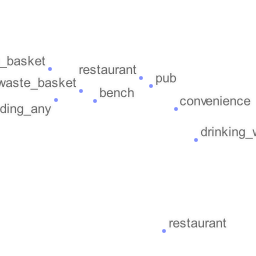 _basket
restaurant
pub
waste_basket
bench
convenience
ding_any
drinking_w
restaurant